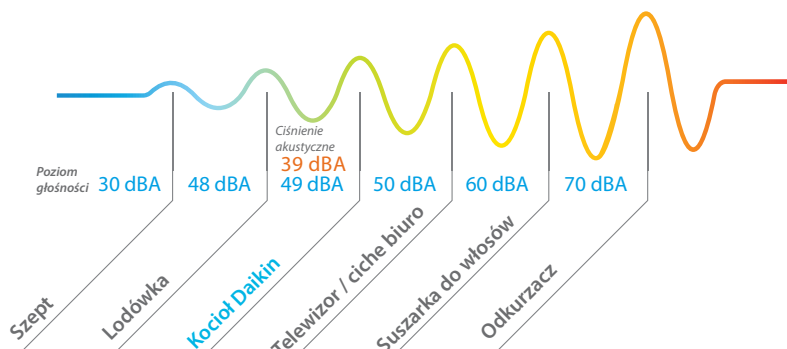 Ciśnienie
akustyczne
39 dBA
Poziom
głośności
30 dBA
48 dBA
49 dBA
50 dBA
60 dBA
70 dBA
Szept
Lodówka
Kocioł Daikin
Telewizor / ciche biuro
Suszarka do włosów
Odkurzacz